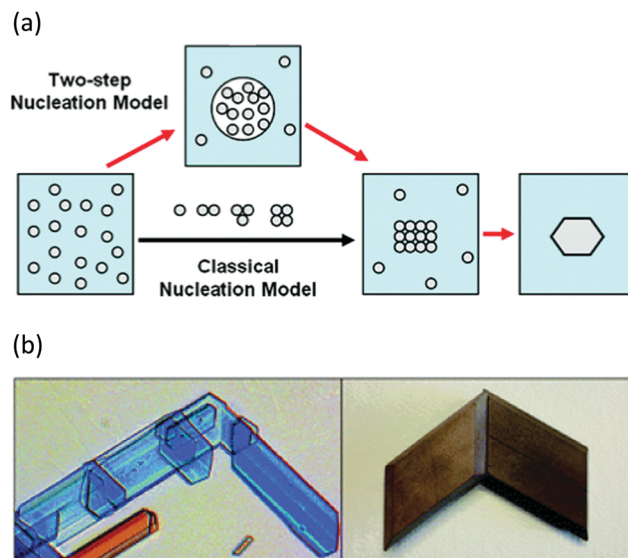 (a)
Two-step
Nucleation Model
Classical
Nucleation Model
(b)